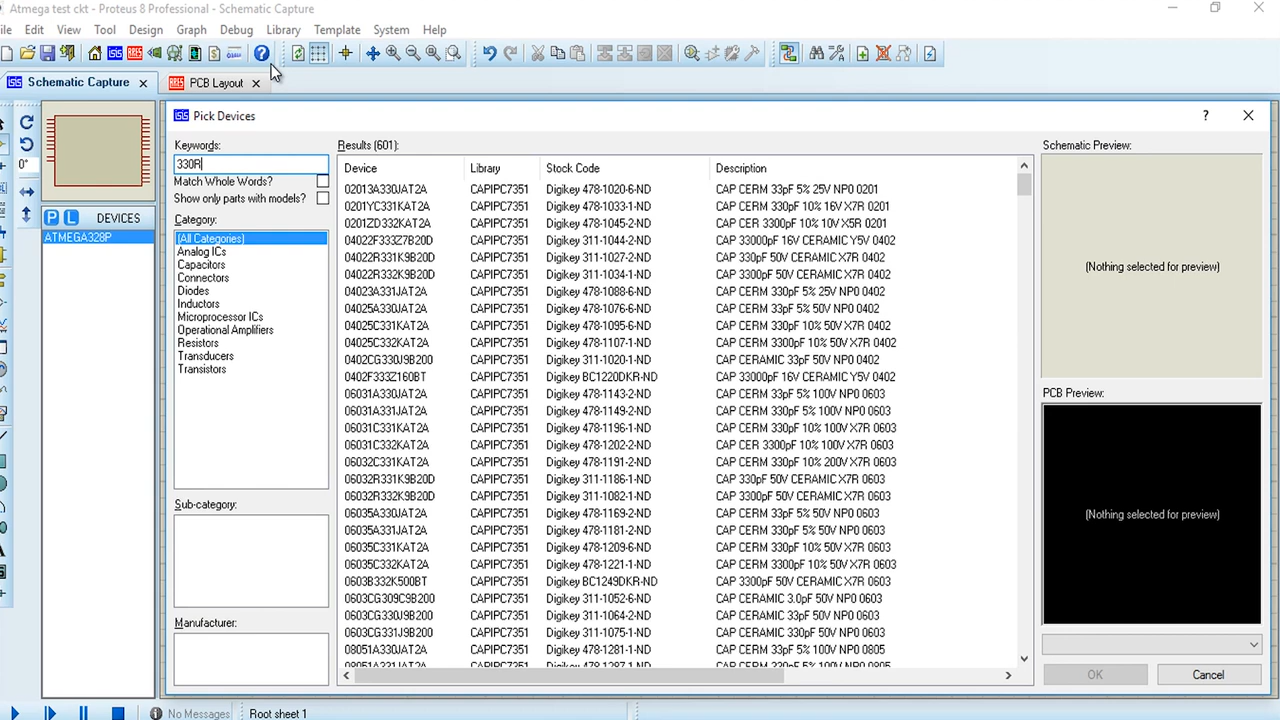 Atmega test ckt - Proteus 8 Professional - Schematic Capture
ile Edit View Tool Design Graph Debug Library Template System Help
Schematic Capture PCB Layout
Pick Devices
Keywords:
330R
Match Whole Words?
Show only parts with models?
Category:
(All Categories)
Analog ICs
Capacitors
Connectors
Diodes
Inductors
Microprocessor ICs
Operational Amplifiers
Resistors
Transducers
Transistors
Sub-category:
Manufacturer:
0°
P L DEVICES
ATMEGA328P
Results (601):
Device Library Stock Code Description
02013A330JAT2A CAPIPC7351 Digikey 478-1020-6-ND CAP CERM 33pF 5% 25V NP0 0201
0201YC331KAT2A CAPIPC7351 Digikey 478-1033-1-ND CAP CERM 330pF 10% 16V X7R 0201
0201ZD332KAT2A CAPIPC7351 Digikey 478-1045-2-ND CAP CER 3300pF 10% 10V X5R 0201
04022F333Z7B20D CAPIPC7351 Digikey 311-1044-2-ND CAP 33000pF 16V CERAMIC Y5V 0402
04022R331K9B20D CAPIPC7351 Digikey 311-1027-2-ND CAP 330pF 50V CERAMIC X7R 0402
04022R332K9B20D CAPIPC7351 Digikey 311-1034-1-ND CAP 3300pF 50V CERAMIC X7R 0402
04023A331JAT2A CAPIPC7351 Digikey 478-1088-6-ND CAP CERM 330pF 5% 25V NP0 0402
04025A330JAT2A CAPIPC7351 Digikey 478-1076-6-ND CAP CERM 33pF 5% 50V NP0 0402
04025C331KAT2A CAPIPC7351 Digikey 478-1095-6-ND CAP CERM 330pF 10% 50V X7R 0402
04025C332KAT2A CAPIPC7351 Digikey 478-1107-1-ND CAP CERM 3300pF 10% 50V X7R 0402
0402CG330J9B200 CAPIPC7351 Digikey 311-1020-1-ND CAP CERAMIC 33pF 50V NP0 0402
0402F333Z160BT CAPIPC7351 Digikey BC1220DKR-ND CAP 33000pF 16V CERAMIC Y5V 0402
06031A330JAT2A CAPIPC7351 Digikey 478-1143-2-ND CAP CERM 33pF 5% 100V NP0 0603
06031A331JAT2A CAPIPC7351 Digikey 478-1149-2-ND CAP CERM 330pF 5% 100V NP0 0603
06031C331KAT2A CAPIPC7351 Digikey 478-1196-1-ND CAP CERM 330pF 10% 100V X7R 0603
06031C332KAT2A CAPIPC7351 Digikey 478-1202-2-ND CAP CER 3300pF 10% 100V X7R 0603
06032C331KAT2A CAPIPC7351 Digikey 478-1191-2-ND CAP CERM 330pF 10% 200V X7R 0603
06032R331K9B20D CAPIPC7351 Digikey 311-1186-1-ND CAP 330pF 50V CERAMIC X7R 0603
06032R332K9B20D CAPIPC7351 Digikey 311-1082-1-ND CAP 3300pF 50V CERAMIC X7R 0603
06035A330JAT2A CAPIPC7351 Digikey 478-1169-2-ND CAP CERM 33pF 5% 50V NP0 0603
06035A331JAT2A CAPIPC7351 Digikey 478-1181-2-ND CAP CERM 330pF 5% 50V NP0 0603
06035C331KAT2A CAPIPC7351 Digikey 478-1209-6-ND CAP CERM 330pF 10% 50V X7R 0603
06035C332KAT2A CAPIPC7351 Digikey 478-1221-1-ND CAP CERM 3300pF 10% 50V X7R 0603
0603B332K500BT CAPIPC7351 Digikey BC1249DKR-ND CAP 3300pF 50V CERAMIC X7R 0603
0603CG309C9B200 CAPIPC7351 Digikey 311-1052-6-ND CAP CERAMIC 3.0pF 50V NP0 0603
0603CG330J9B200 CAPIPC7351 Digikey 311-1064-2-ND CAP CERAMIC 33pF 50V NP0 0603
0603CG331J9B200 CAPIPC7351 Digikey 311-1075-1-ND CAP CERAMIC 330pF 50V NP0 0603
08051A330JAT2A CAPIPC7351 Digikey 478-1281-1-ND CAP CERM 33pF 5% 100V NP0 0805
08051A331JAT2A CAPIPC7351 Digikey 478-1287-1-ND CAP CERM 330pF 5% 100V NP0 0805
Schematic Preview:
(Nothing selected for preview)
PCB Preview:
(Nothing selected for preview)
OK Cancel
No Messages Root sheet 1